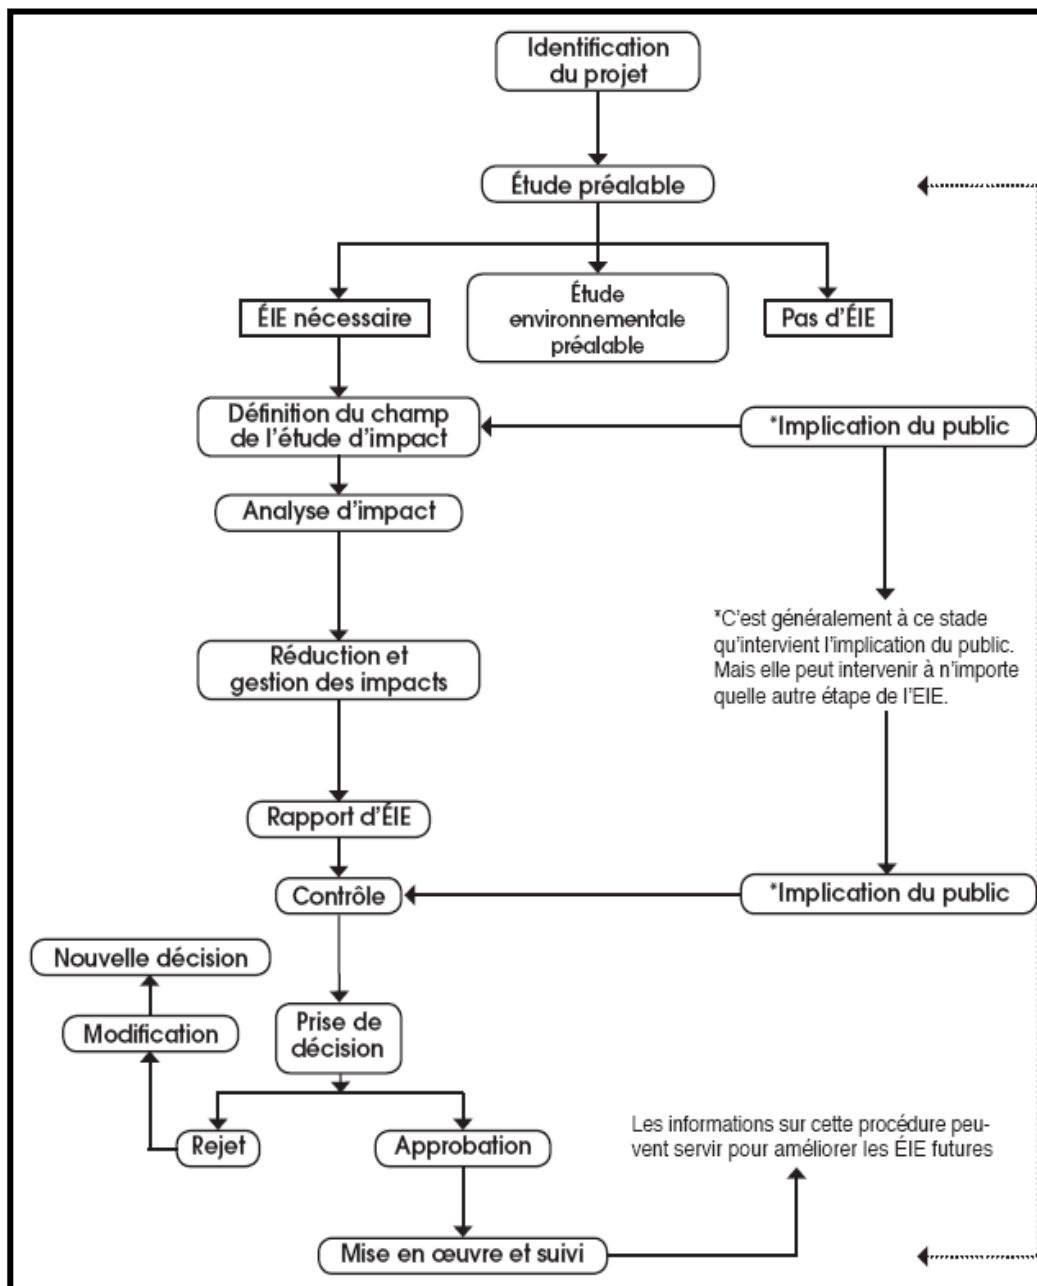 Identification
du projet
Étude préalable
ÉIE nécessaire
Étude
environnementale
préalable
Pas d'ÉIE
Définition du champ
de l'étude d'impact
*Implication du public
Analyse d'impact
*C'est généralement à ce stade
qu'intervient l'implication du public.
Mais elle peut intervenir à n'importe
quelle autre étape de l'EIE.
Réduction et
gestion des impacts
Rapport d'ÉIE
Contrôle
*Implication du public
Nouvelle décision
Modification
Prise de
décision
Rejet
Approbation
Les informations sur cette procédure peu-
vent servir pour améliorer les ÉIE futures
Mise en œuvre et suivi